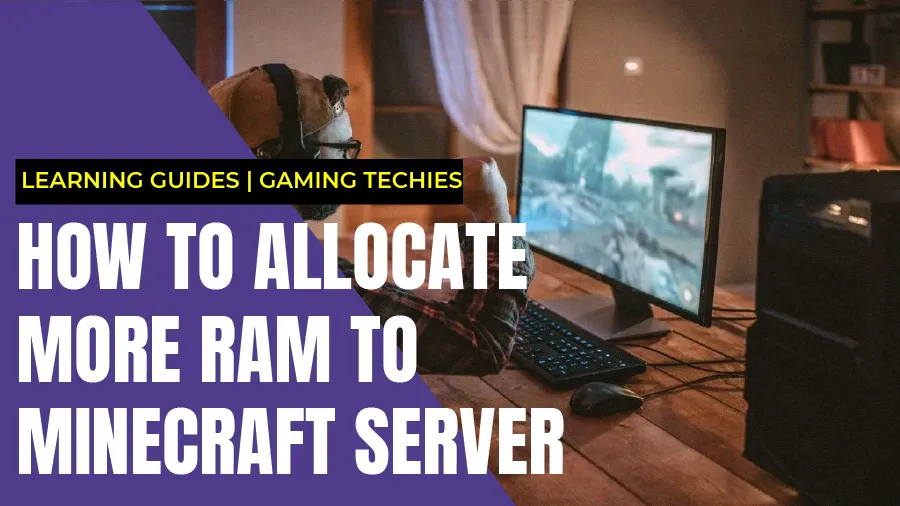 LEARNING GUIDES | GAMING TECHIES
HOW TO ALLOCATE
MORE RAM TO
MINECRAFT SERVER